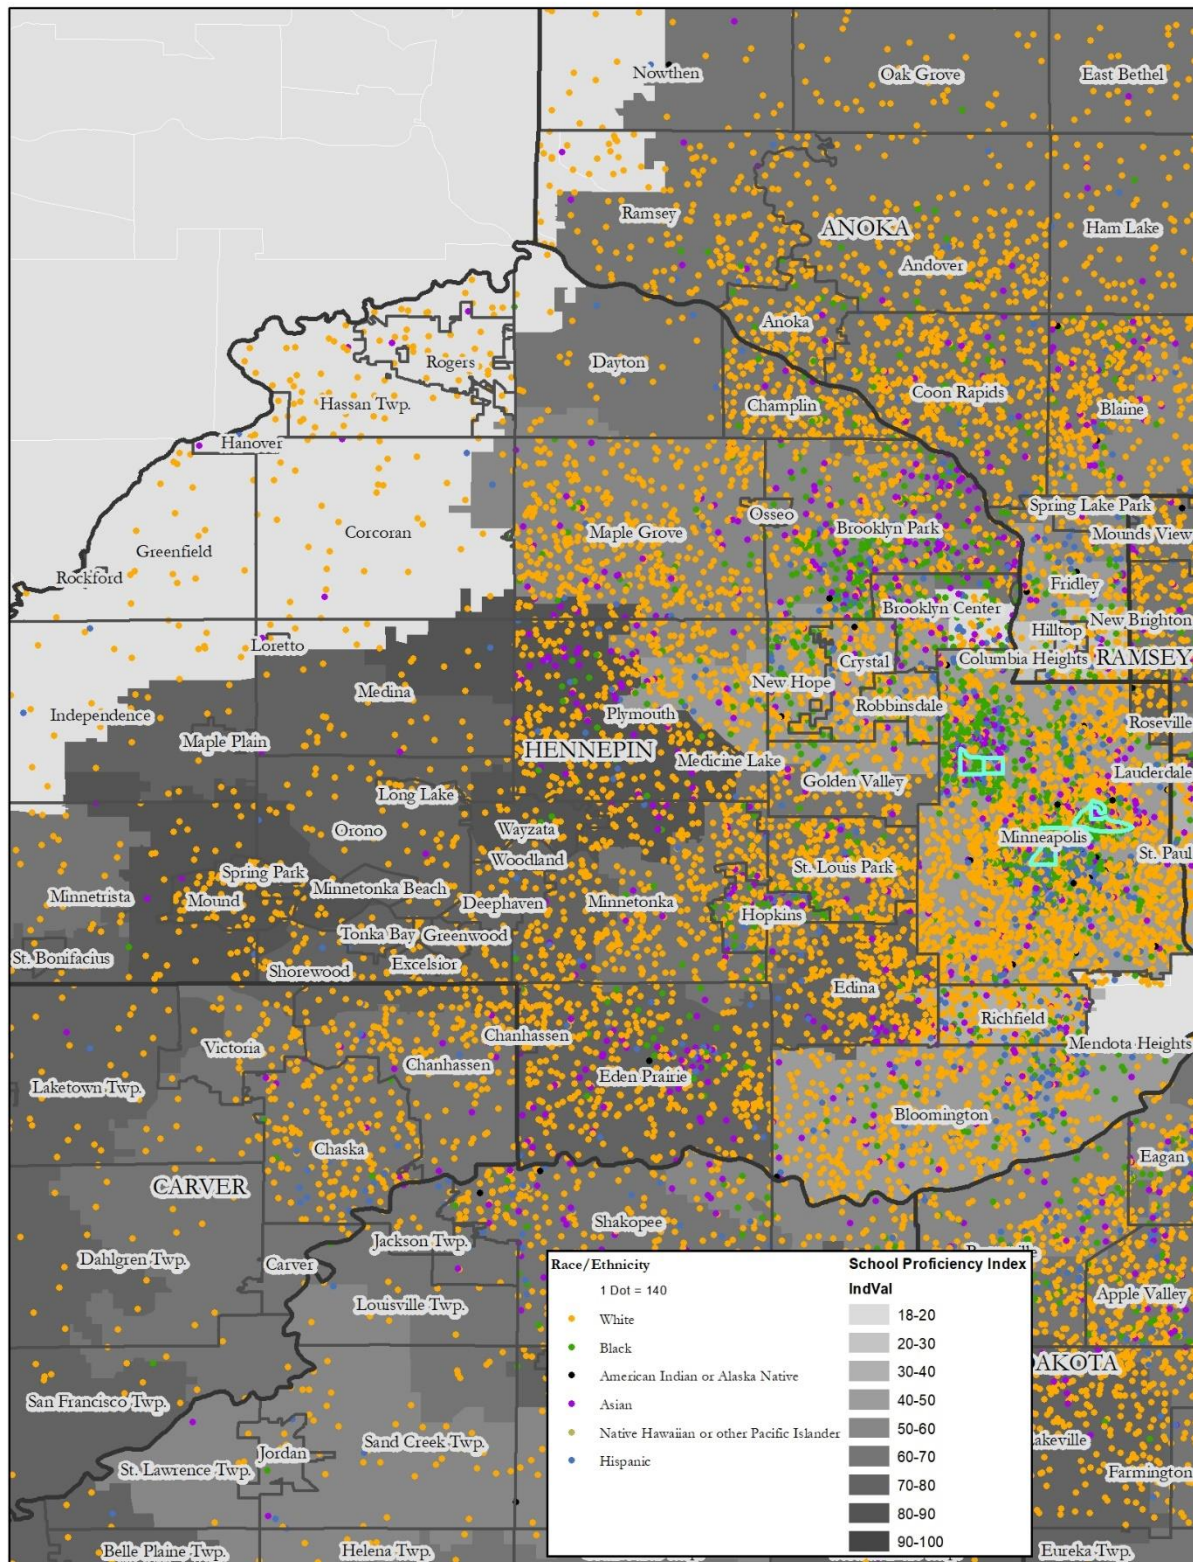 Nowthen
Oak Grove
East Bethel
Ramsey
ANOKA
Ham Lake
Andover
Anoka
Rogers
Dayton
Coon Rapids
Hassan Twp.
Champlin
Blaine
Hanover
Spring Lake Park
Osseo
Corcoran
Maple Grove
Brooklyn Park
Mounds View
Greenfield
Rockford
Fridley
Brooklyn Center
New Brighton
Hilltop
Loretto
Crystal
Columbia Heights
RAMSEY
Medina
New Hope
Robbinsdale
Independence
Plymouth
Roseville
Maple Plain
HENNEPIN
Medicine Lake
Lauderdale
Golden Valley
Long Lake
Orono
Wayzata
Minneapolis
Woodland
St. Paul
Spring Park
St. Louis Park
Minnetrista
Mound
Minnetonka Beach
Deephaven
Minnetonka
Hopkins
Tonka Bay
Greenwood
St. Bonifacius
Excelsior
Shorewood
Edina
Richfield
Chanhassen
Victoria
Mendota Heights
Chanhassen
Laketown Twp.
Eden Prairie
Bloomington
Chaska
Eagan
CARVER
Shakopee
Jackson Twp.
Dahlgren Twp.
Carver
Louisville Twp.
Apple Valley
Race/Ethnicity
1 Dot = 140
White
Black
American Indian or Alaska Native
Asian
Native Hawaiian or other Pacific Islander
Hispanic
School Proficiency Index
IndVal
18-20
20-30
30-40
40-50
50-60
60-70
70-80
80-90
90-100
AKOTA
San Francisco Twp.
Jordan
Sand Creek Twp.
akeville
St. Lawrence Twp.
Farmington
Belle Plaine Twp.
Helena Twp.
Eureka Twp.